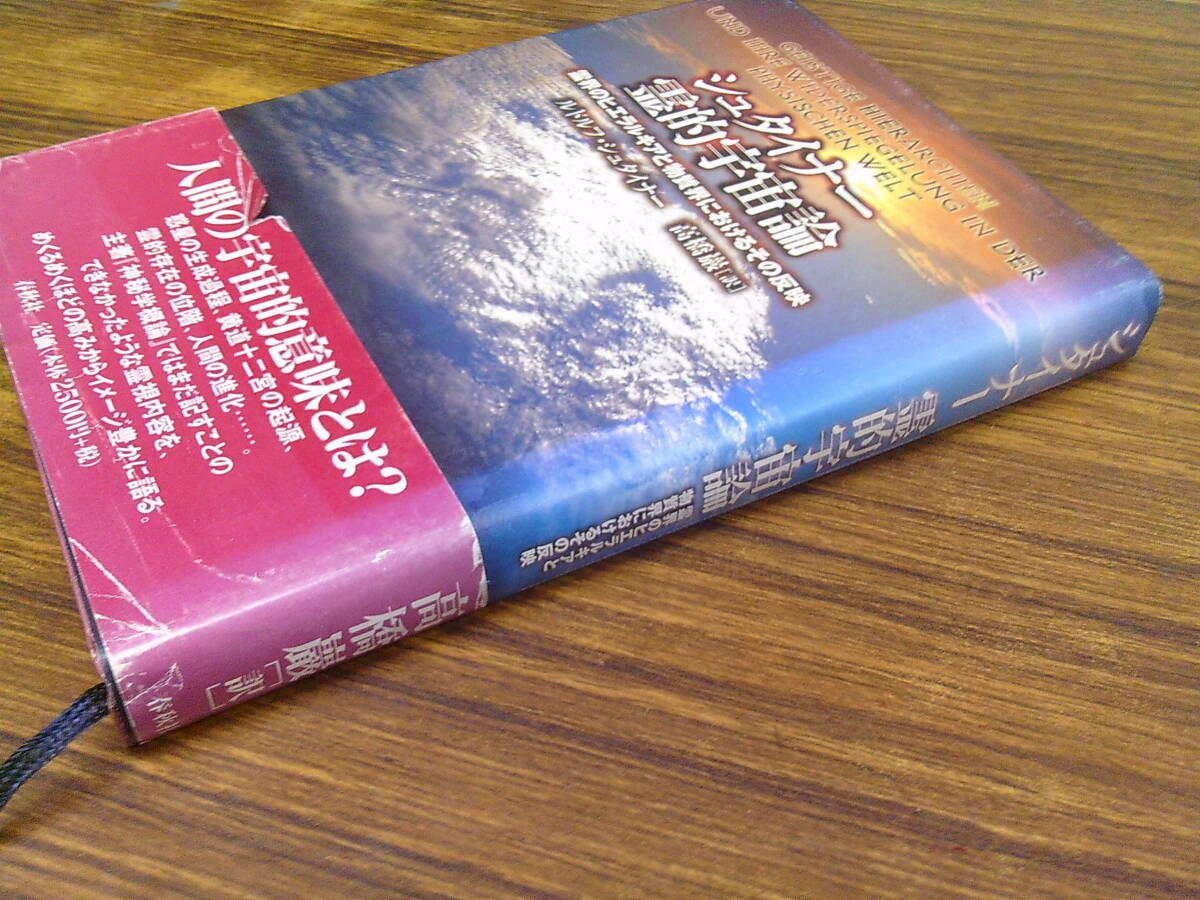 GEISTIGE HIERARCHIEN
UND IHRE WIDERSPIEGELUNG IN DER
PHYSISCHEN WELT
シュタイナー
霊的宇宙論
霊界のヒエラルキアと物質界におけるその反映
ルドルフ・シュタイナー
高橋巖[訳]
人間の宇宙的意味とは?
惑星の生成過程、黄道十二宮の起源、
霊的存在の位階、人間の進化……。
主著『神秘学概論』ではまだ記すことの
できなかったような霊視内容を、
めくるめくほどの高みからイメージ豊かに語る。
春秋社 定価(本体2500円+税)
シュタイナー
霊的宇宙論
霊界のヒエラルキアと
物質界におけるその反映
高橋巖[訳]
春秋社